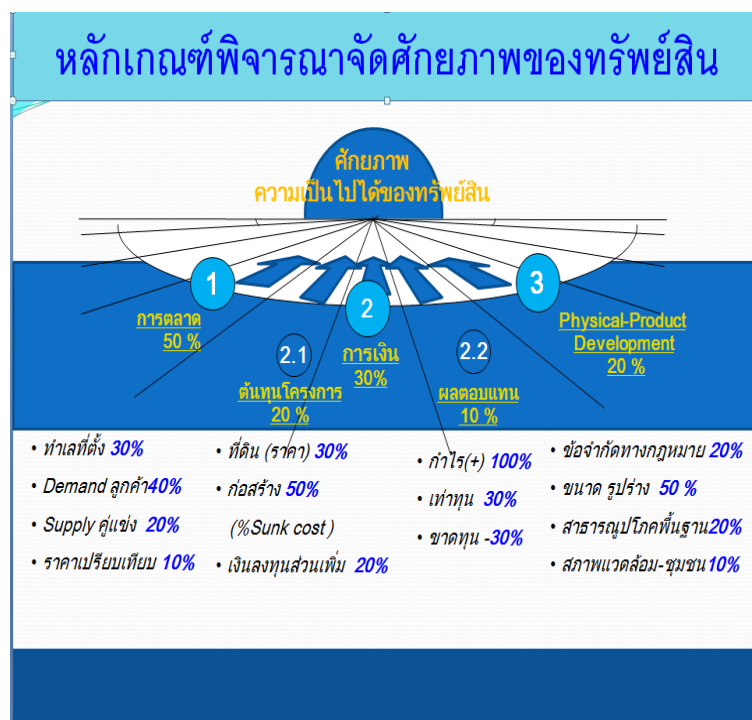 หลักเกณฑ์พิจารณาจัดศักยภาพของทรัพย์สิน
ศักยภาพ
ความเป็นไปได้ของทรัพย์สิน
1
การตลาด
50 %
2
การเงิน
30%
2.1
ต้นทุนโครงการ
20 %
2.2
ผลตอบแทน
10 %
3
Physical-Product
Development
20 %
• ทำเลที่ตั้ง 30%
• Demand ลูกค้า40%
• Supply คู่แข่ง 20%
• ราคาเปรียบเทียบ 10%
• ที่ดิน (ราคา) 30%
• ก่อสร้าง 50%
(%Sunk cost )
• เงินลงทุนส่วนเพิ่ม 20%
• กำไร(+) 100%
• เท่าทุน 30%
• ขาดทุน -30%
• ข้อจำกัดทางกฎหมาย 20%
• ขนาด รูปร่าง 50 %
• สาธารณูปโภคพื้นฐาน20%
• สภาพแวดล้อม-ชุมชน10%